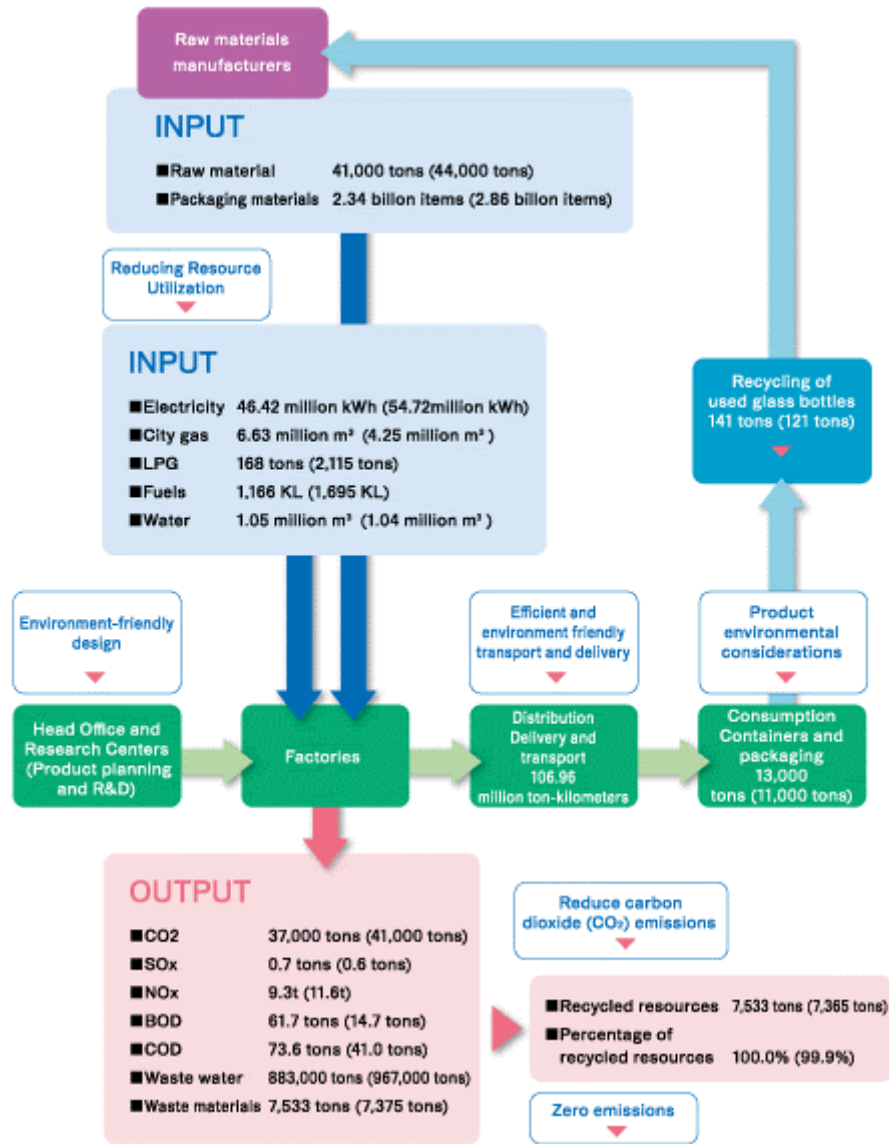 Raw materials
manufacturers
INPUT
■Raw material 41,000 tons (44,000 tons)
■Packaging materials 2.34 billon items (2.86 billon items)
Reducing Resource
Utilization
INPUT
■Electricity 46.42 million kWh (54.72million kWh)
■City gas 6.63 million m³ (4.25 million m³ )
■LPG 168 tons (2,115 tons)
■Fuels 1,166 KL (1,695 KL)
■Water 1.05 million m³ (1.04 million m³ )
Recycling of
used glass bottles
141 tons (121 tons)
Environment-friendly
design
Efficient and
environment friendly
transport and delivery
Product
environmental
considerations
Head Office and
Research Centers
(Product planning
and R&D)
Factories
Distribution
Delivery and
transport
106.96
million ton-kilometers
Consumption
Containers and
packaging
13,000
tons (11,000 tons)
OUTPUT
■CO2 37,000 tons (41,000 tons)
■SOx 0.7 tons (0.6 tons)
■NOx 9.3t (11.6t)
■BOD 61.7 tons (14.7 tons)
■COD 73.6 tons (41.0 tons)
■Waste water 883,000 tons (967,000 tons)
■Waste materials 7,533 tons (7,375 tons)
Reduce carbon
dioxide (CO₂) emissions
■Recycled resources 7,533 tons (7,365 tons)
■Percentage of
recycled resources 100.0% (99.9%)
Zero emissions